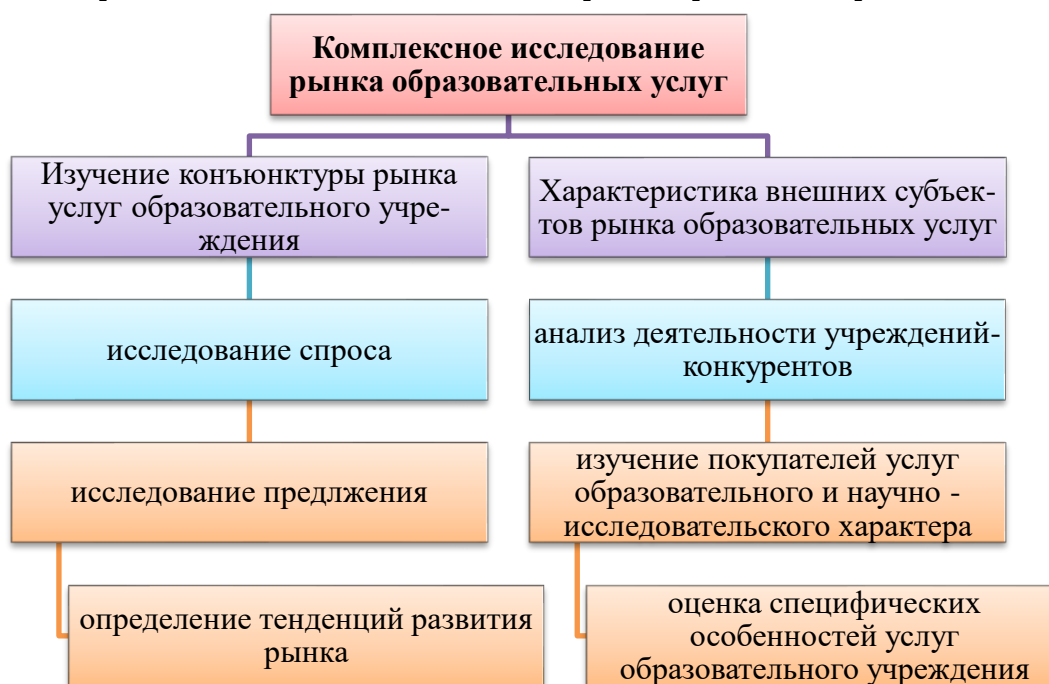 Комплексное исследование
рынка образовательных услуг
Изучение конъюнктуры рынка
услуг образовательного учре-
ждения
Характеристика внешних субъек-
тов рынка образовательных услуг
исследование спроса
анализ деятельности учреждений-
конкурентов
исследование предлжения
изучение покупателей услуг
образовательного и научно -
исследовательского характера
определение тенденций развития
рынка
оценка специфических
особенностей услуг
образовательного учреждения